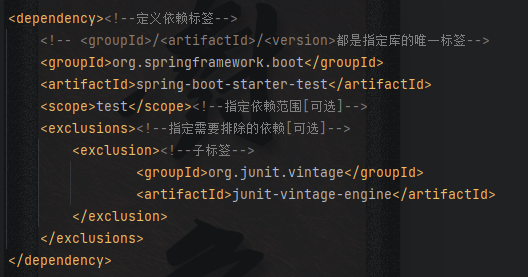 <dependency><!--定义依赖标签-->
<!-- <groupId>/<artifactId>/<version>都是指定库的唯一标签-->
<groupId>org.springframework.boot</groupId>
<artifactId>spring-boot-starter-test</artifactId>
<scope>test</scope><!--指定依赖范围[可选]-->
<exclusions><!--指定需要排除的依赖[可选]-->
<exclusion><!--子标签-->
<groupId>org.junit.vintage</groupId>
<artifactId>junit-vintage-engine</artifactId>
</exclusion>
</exclusions>
</dependency>